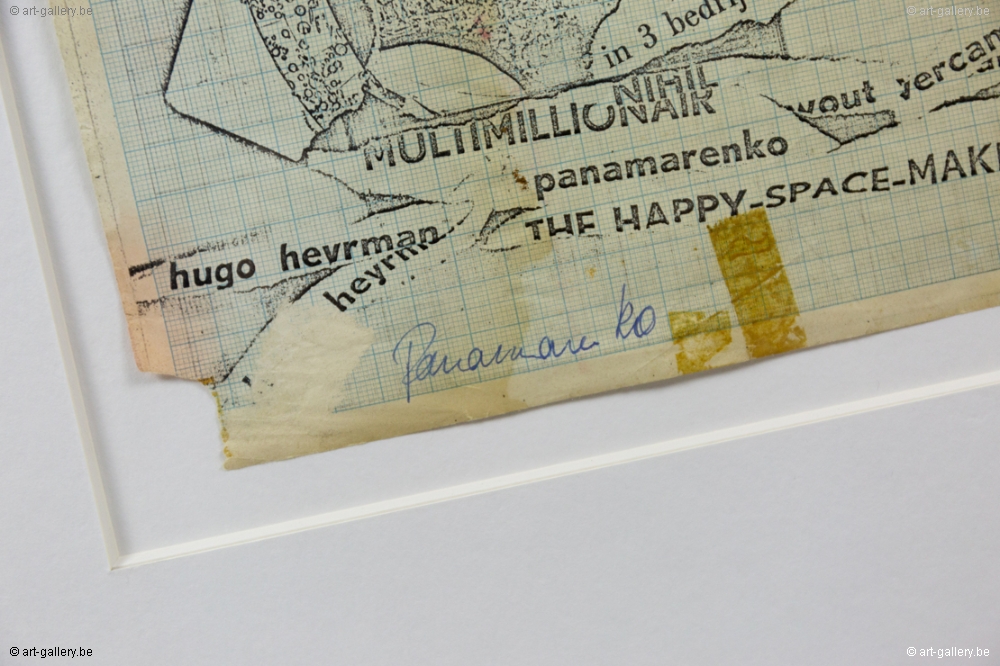 © art-gallery.be
© art-gallery.be
in 3 bedrij
NIHIL
MULTIMILLIONAIR
wout vercam
panamarenko
THE HAPPY-SPACE-MAK
hugo heyrman
heyrm
Panamarenko
© art-gallery.be
© art-gallery.be